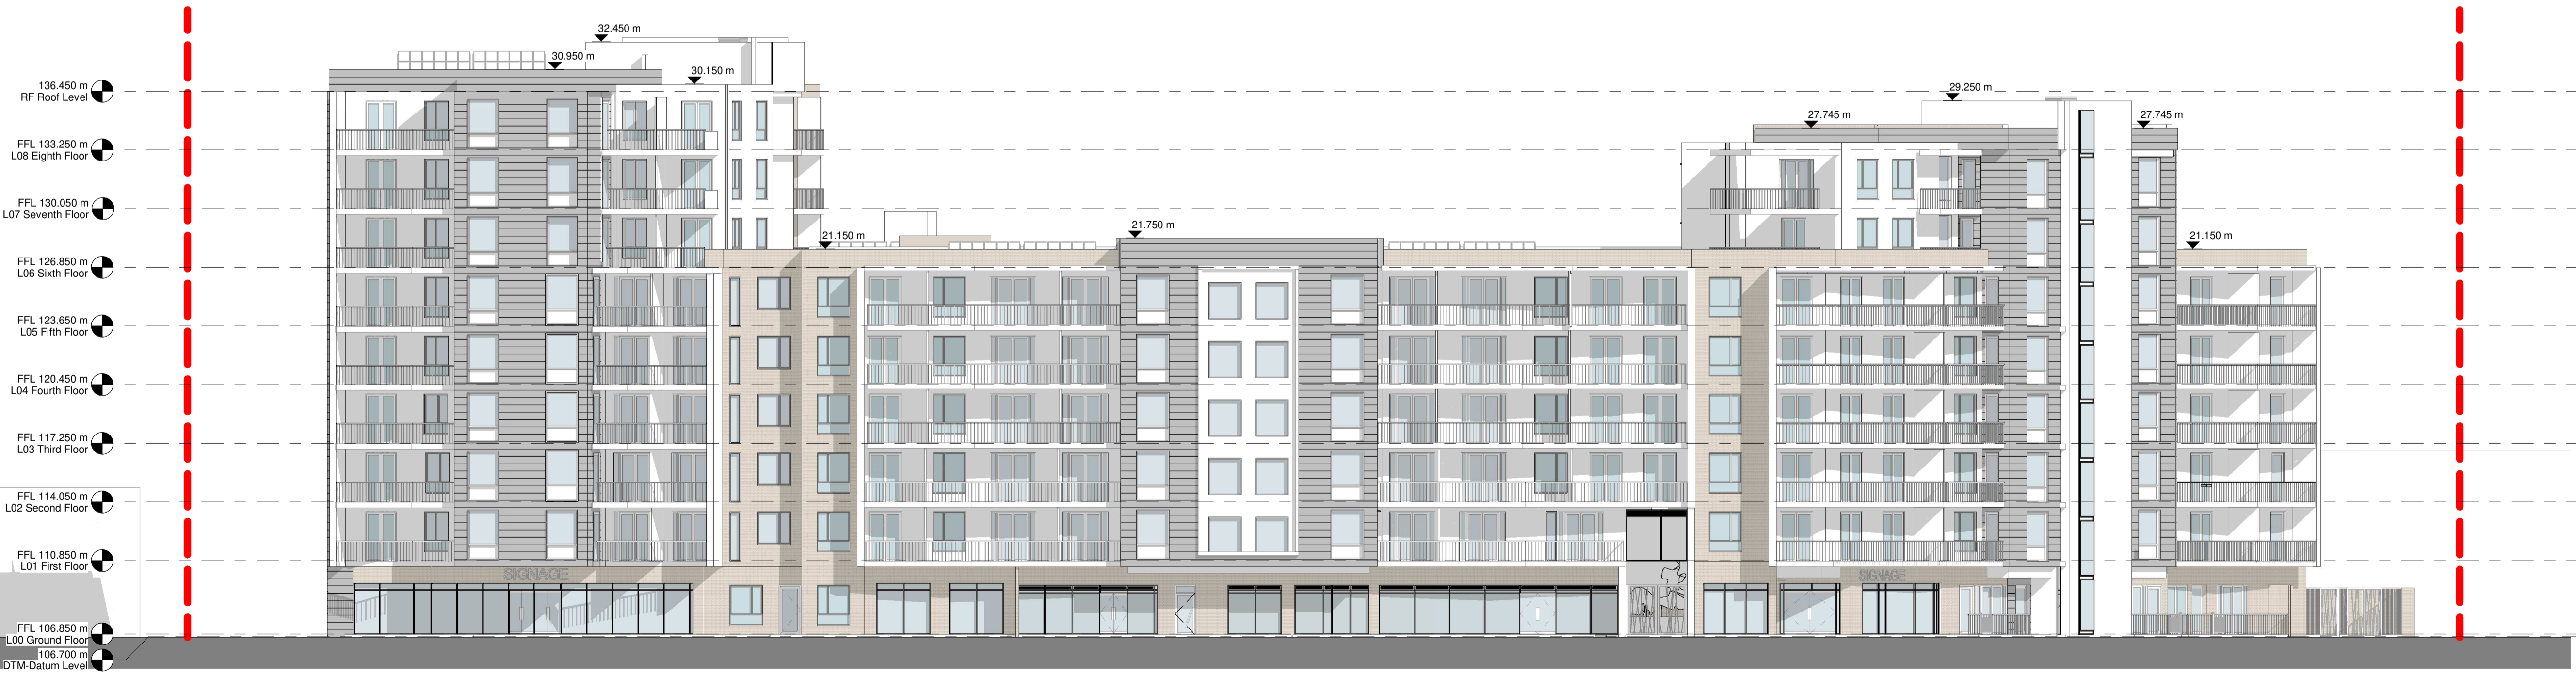 32.450 m
30.950 m
30.150 m
29.250 m
27.745 m
27.745 m
21.750 m
21.150 m
21.150 m
136.450 m
RF Roof Level
FFL 133.250 m
L08 Eighth Floor
FFL 130.050 m
L07 Seventh Floor
FFL 126.850 m
L06 Sixth Floor
FFL 123.650 m
L05 Fifth Floor
FFL 120.450 m
L04 Fourth Floor
FFL 117.250 m
L03 Third Floor
FFL 114.050 m
L02 Second Floor
FFL 110.850 m
L01 First Floor
SIGNAGE
SIGNAGE
FFL 106.850 m
L00 Ground Floor
106.700 m
DTM-Datum Level